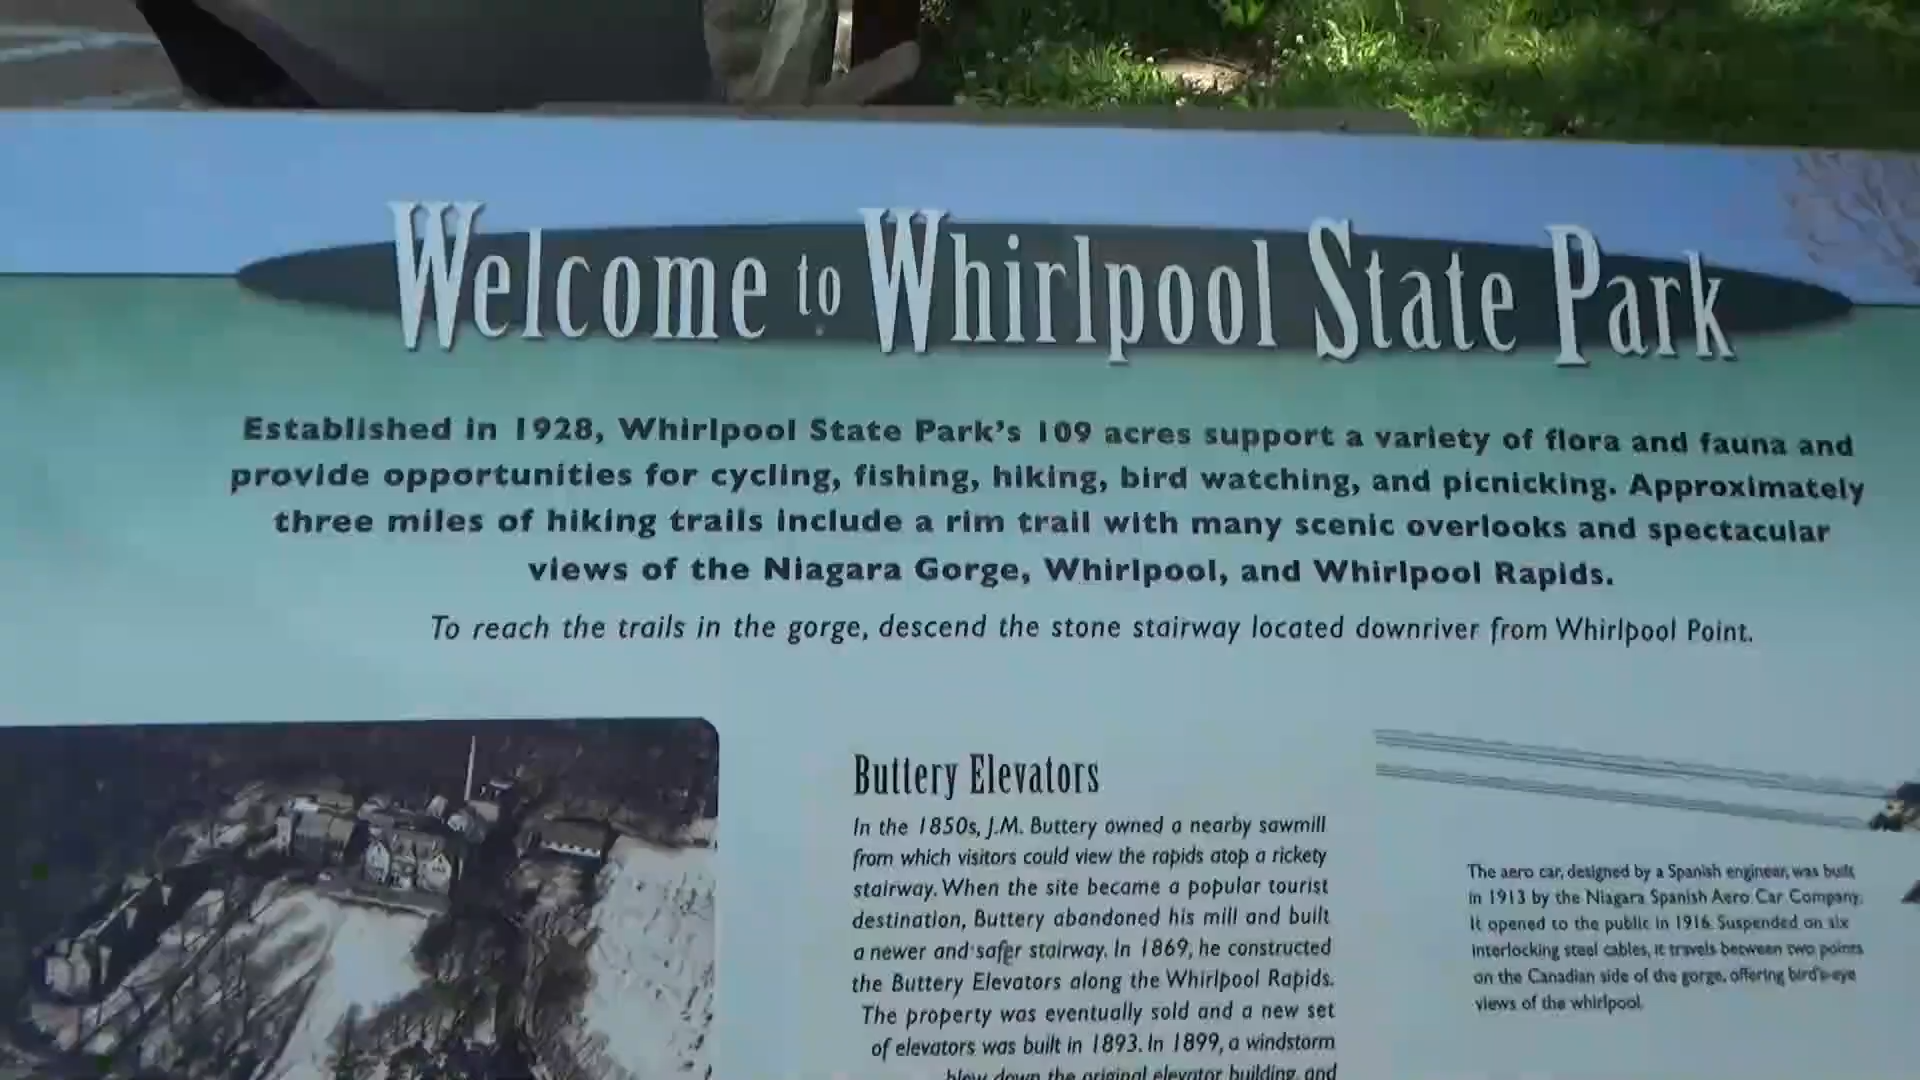 Welcome to Whirlpool State Park
Established in 1928, Whirlpool State Park's 109 acres support a variety of flora and fauna and
provide opportunities for cycling, fishing, hiking, bird watching, and picnicking. Approximately
three miles of hiking trails include a rim trail with many scenic overlooks and spectacular
views of the Niagara Gorge, Whirlpool, and Whirlpool Rapids.
To reach the trails in the gorge, descend the stone stairway located downriver from Whirlpool Point.
Buttery Elevators
In the 1850s, J.M. Buttery owned a nearby sawmill
from which visitors could view the rapids atop a rickety
stairway. When the site became a popular tourist
destination, Buttery abandoned his mill and built
a newer and safer stairway. In 1869, he constructed
the Buttery Elevators along the Whirlpool Rapids.
The property was eventually sold and a new set
of elevators was built in 1893. In 1899, a windstorm
blew down the original elevator building, and
The aero car, designed by a Spanish engineer, was built
in 1913 by the Niagara Spanish Aero Car Company.
It opened to the public in 1916. Suspended on six
interlocking steel cables, it travels between two points
on the Canadian side of the gorge, offering bird's-eye
views of the whirlpool.